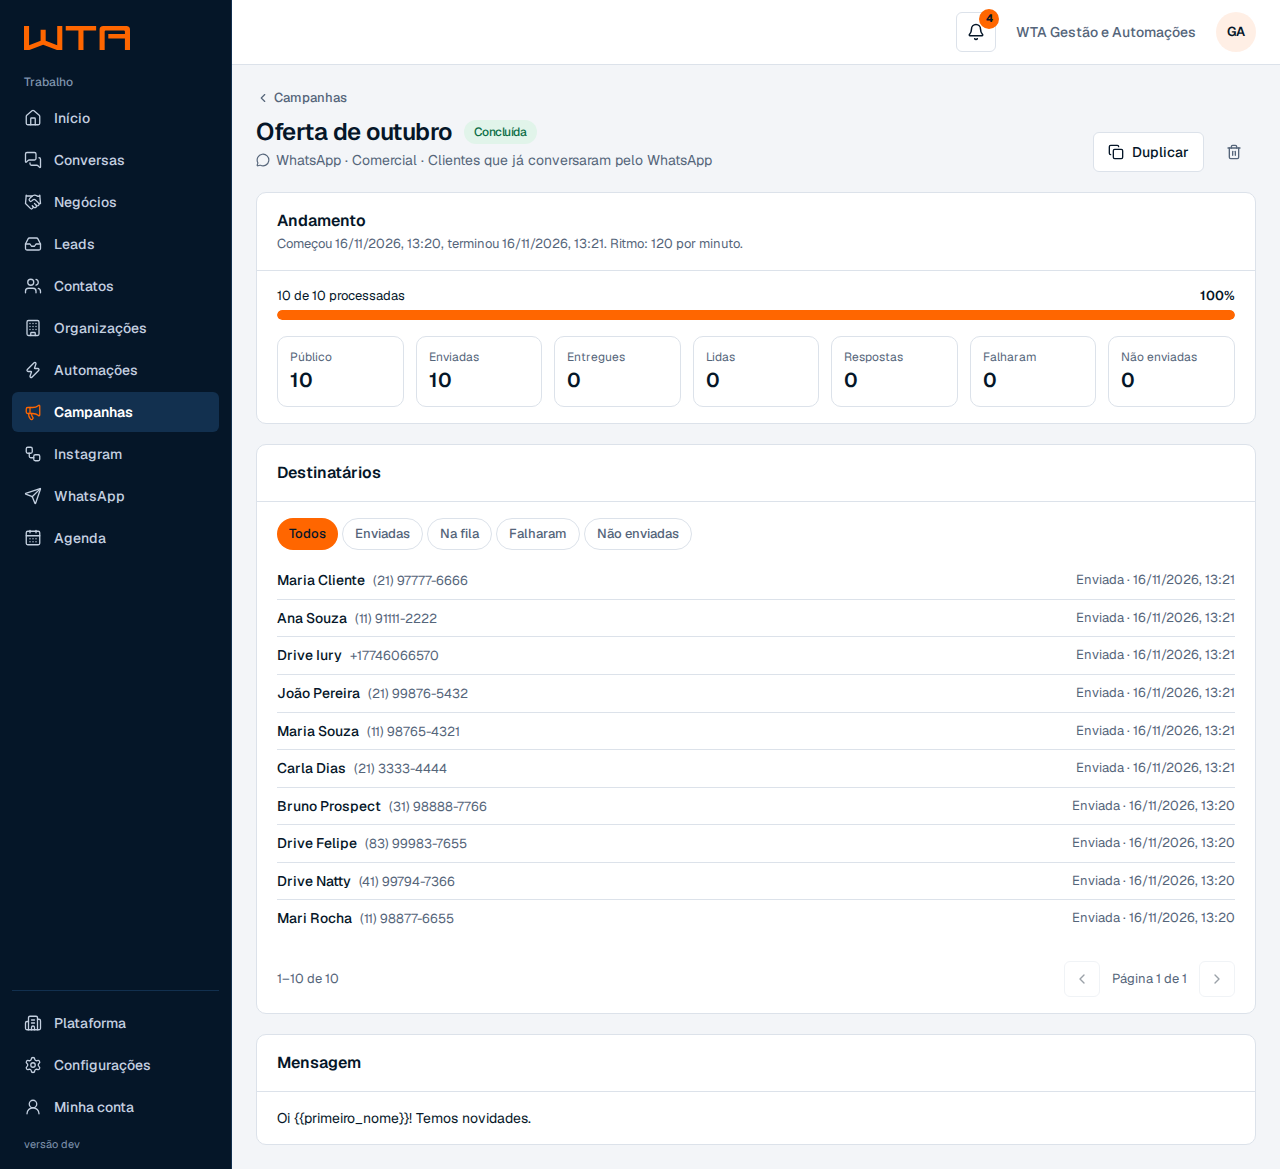 WTA
Trabalho
Início
Conversas
Negócios
Leads
Contatos
Organizações
Automações
Campanhas
Instagram
WhatsApp
Agenda
Plataforma
Configurações
Minha conta
versão dev
4
WTA Gestão e Automações
GA
Campanhas
Oferta de outubro Concluída
WhatsApp · Comercial · Clientes que já conversaram pelo WhatsApp
Duplicar
Andamento
Começou 16/11/2026, 13:20, terminou 16/11/2026, 13:21. Ritmo: 120 por minuto.
10 de 10 processadas 100%
Público Enviadas Entregues Lidas Respostas Falharam Não enviadas
10 10 0 0 0 0 0
Destinatários
Todos Enviadas Na fila Falharam Não enviadas
Maria Cliente (21) 97777-6666 Enviada · 16/11/2026, 13:21
Ana Souza (11) 91111-2222 Enviada · 16/11/2026, 13:21
Drive Iury +17746066570 Enviada · 16/11/2026, 13:21
João Pereira (21) 99876-5432 Enviada · 16/11/2026, 13:21
Maria Souza (11) 98765-4321 Enviada · 16/11/2026, 13:21
Carla Dias (21) 3333-4444 Enviada · 16/11/2026, 13:21
Bruno Prospect (31) 98888-7766 Enviada · 16/11/2026, 13:20
Drive Felipe (83) 99983-7655 Enviada · 16/11/2026, 13:20
Drive Natty (41) 99794-7366 Enviada · 16/11/2026, 13:20
Mari Rocha (11) 98877-6655 Enviada · 16/11/2026, 13:20
1–10 de 10 Página 1 de 1
Mensagem
Oi {{primeiro_nome}}! Temos novidades.